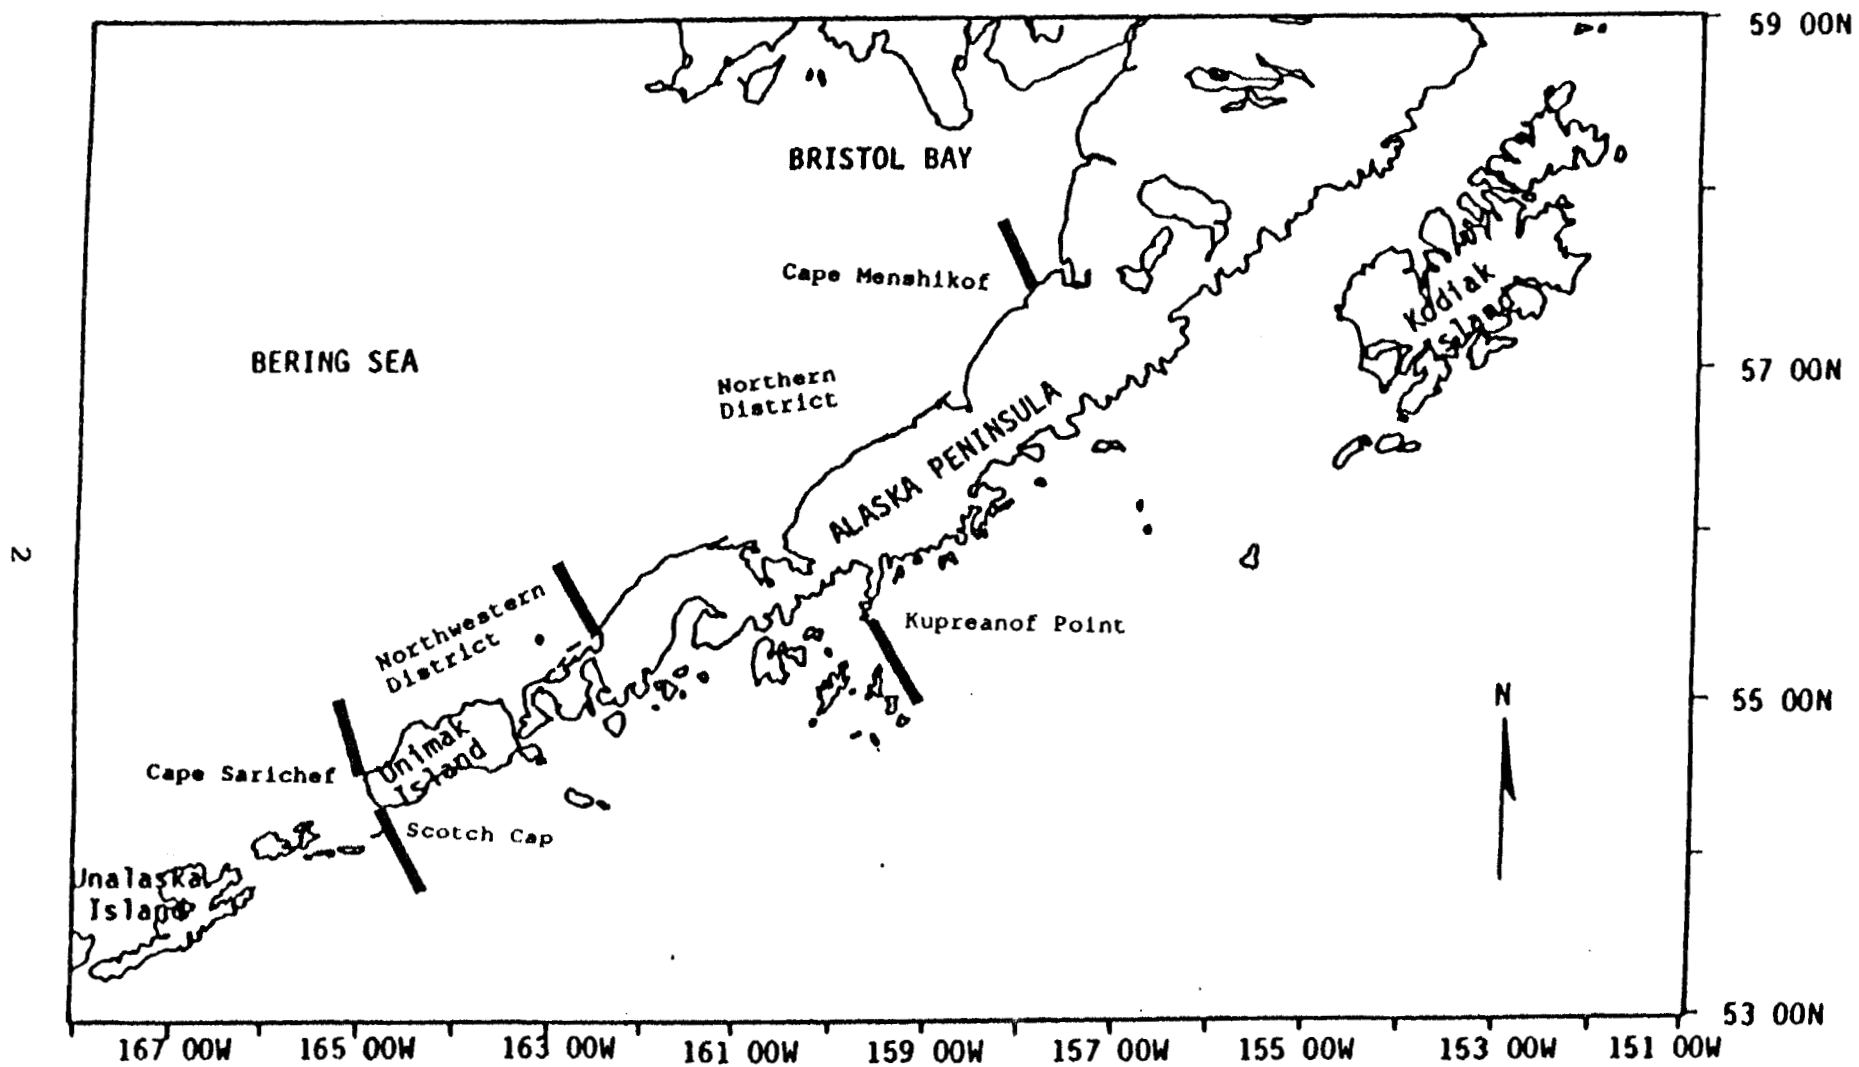 59 00N
BRISTOL BAY
Cape Menshikof
Kodiak
Island
BERING SEA
57 00N
Northern
District
ALASKA PENINSULA
2
Northwestern
District
Kupreanof Point
55 00N
N
Unimak
Island
Cape Sarichef
Scotch Cap
Unalaska
Island
53 00N
167 00W 165 00W 163 00W 161 00W 159 00W 157 00W 155 00W 153 00W 151 00W